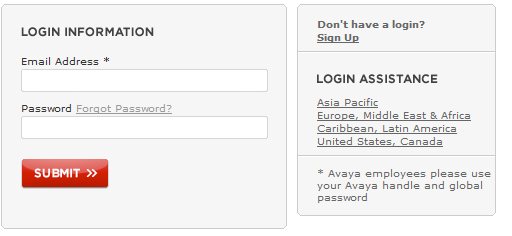 LOGIN INFORMATION
Email Address *
Password Forgot Password?
SUBMIT »
Don't have a login?
Sign Up
LOGIN ASSISTANCE
Asia Pacific
Europe, Middle East & Africa
Caribbean, Latin America
United States, Canada
* Avaya employees please use
your Avaya handle and global
password